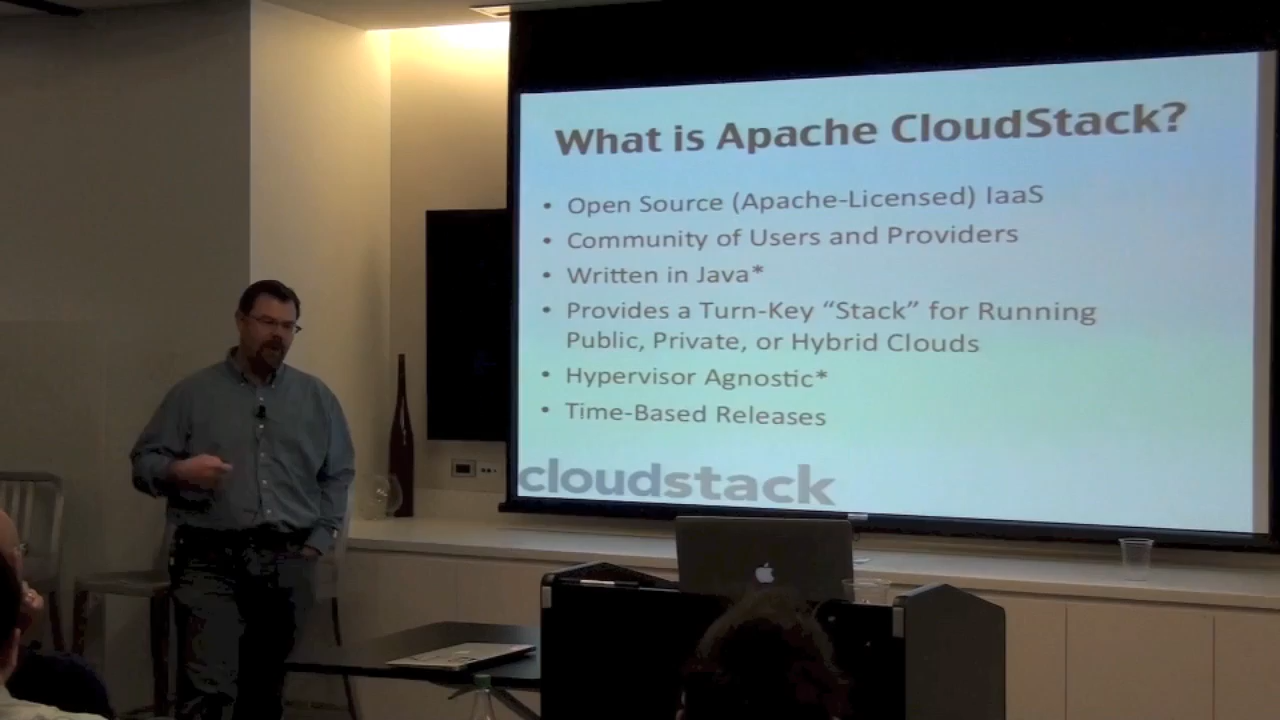 What is Apache CloudStack?
• Open Source (Apache-Licensed) IaaS
• Community of Users and Providers
• Written in Java*
• Provides a Turn-Key “Stack” for Running
Public, Private, or Hybrid Clouds
• Hypervisor Agnostic*
• Time-Based Releases
cloudstack